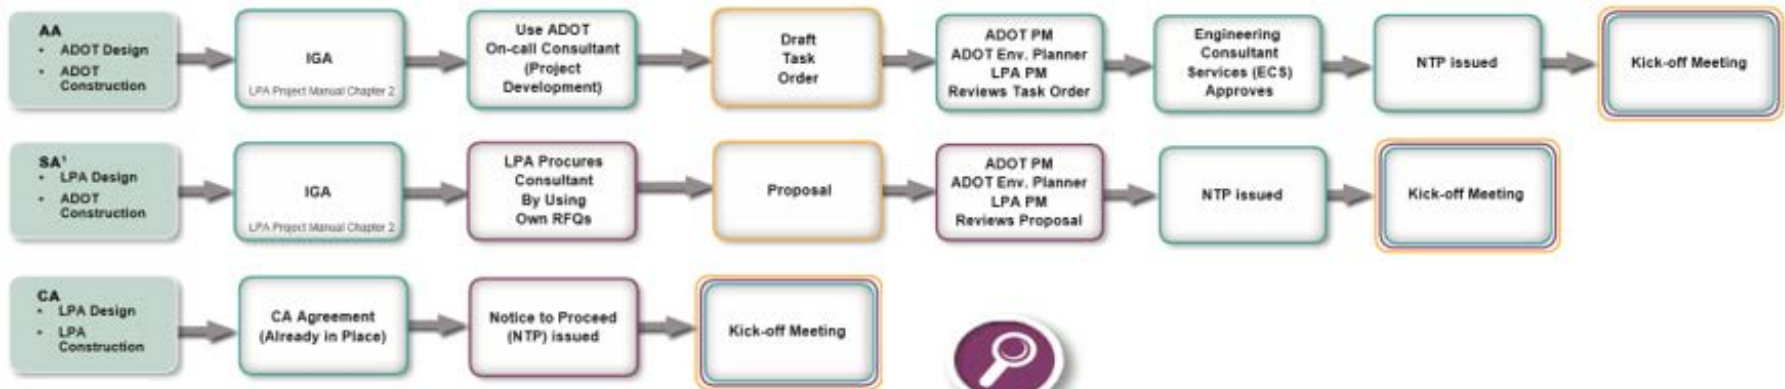 AA
• ADOT Design
• ADOT
Construction
IGA
LPA Project Manual Chapter 2
Use ADOT
On-call Consultant
(Project
Development)
Draft
Task
Order
ADOT PM
ADOT Env. Planner
LPA PM
Reviews Task Order
Engineering
Consultant
Services (ECS)
Approves
NTP issued
Kick-off Meeting
SA¹
• LPA Design
• ADOT
Construction
IGA
LPA Project Manual Chapter 2
LPA Procures
Consultant
By Using
Own RFQs
Proposal
ADOT PM
ADOT Env. Planner
LPA PM
Reviews Proposal
NTP issued
Kick-off Meeting
CA
• LPA Design
• LPA
Construction
CA Agreement
(Already in Place)
Notice to Proceed
(NTP) issued
Kick-off Meeting